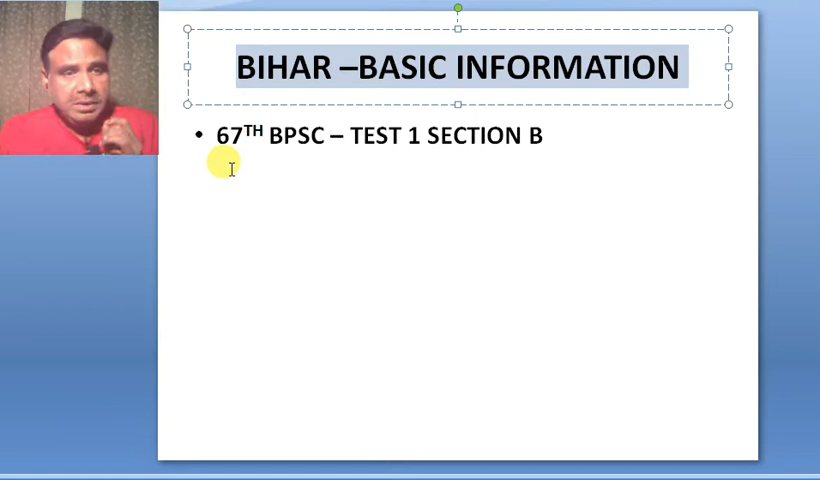 BIHAR –BASIC INFORMATION
• 67TH BPSC – TEST 1 SECTION B